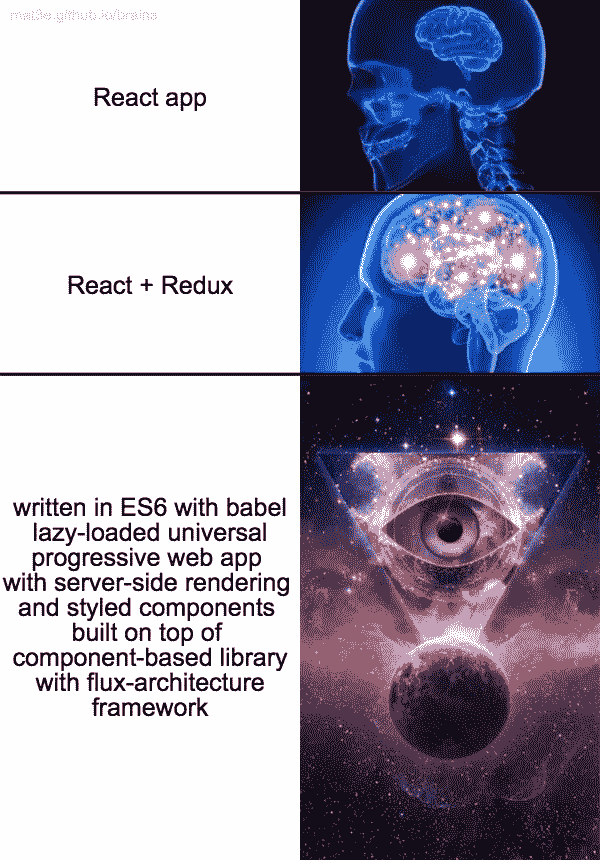 matse.github.io/brains
React app
React + Redux
written in ES6 with babel
lazy-loaded universal
progressive web app
with server-side rendering
and styled components
built on top of
component-based library
with flux-architecture
framework